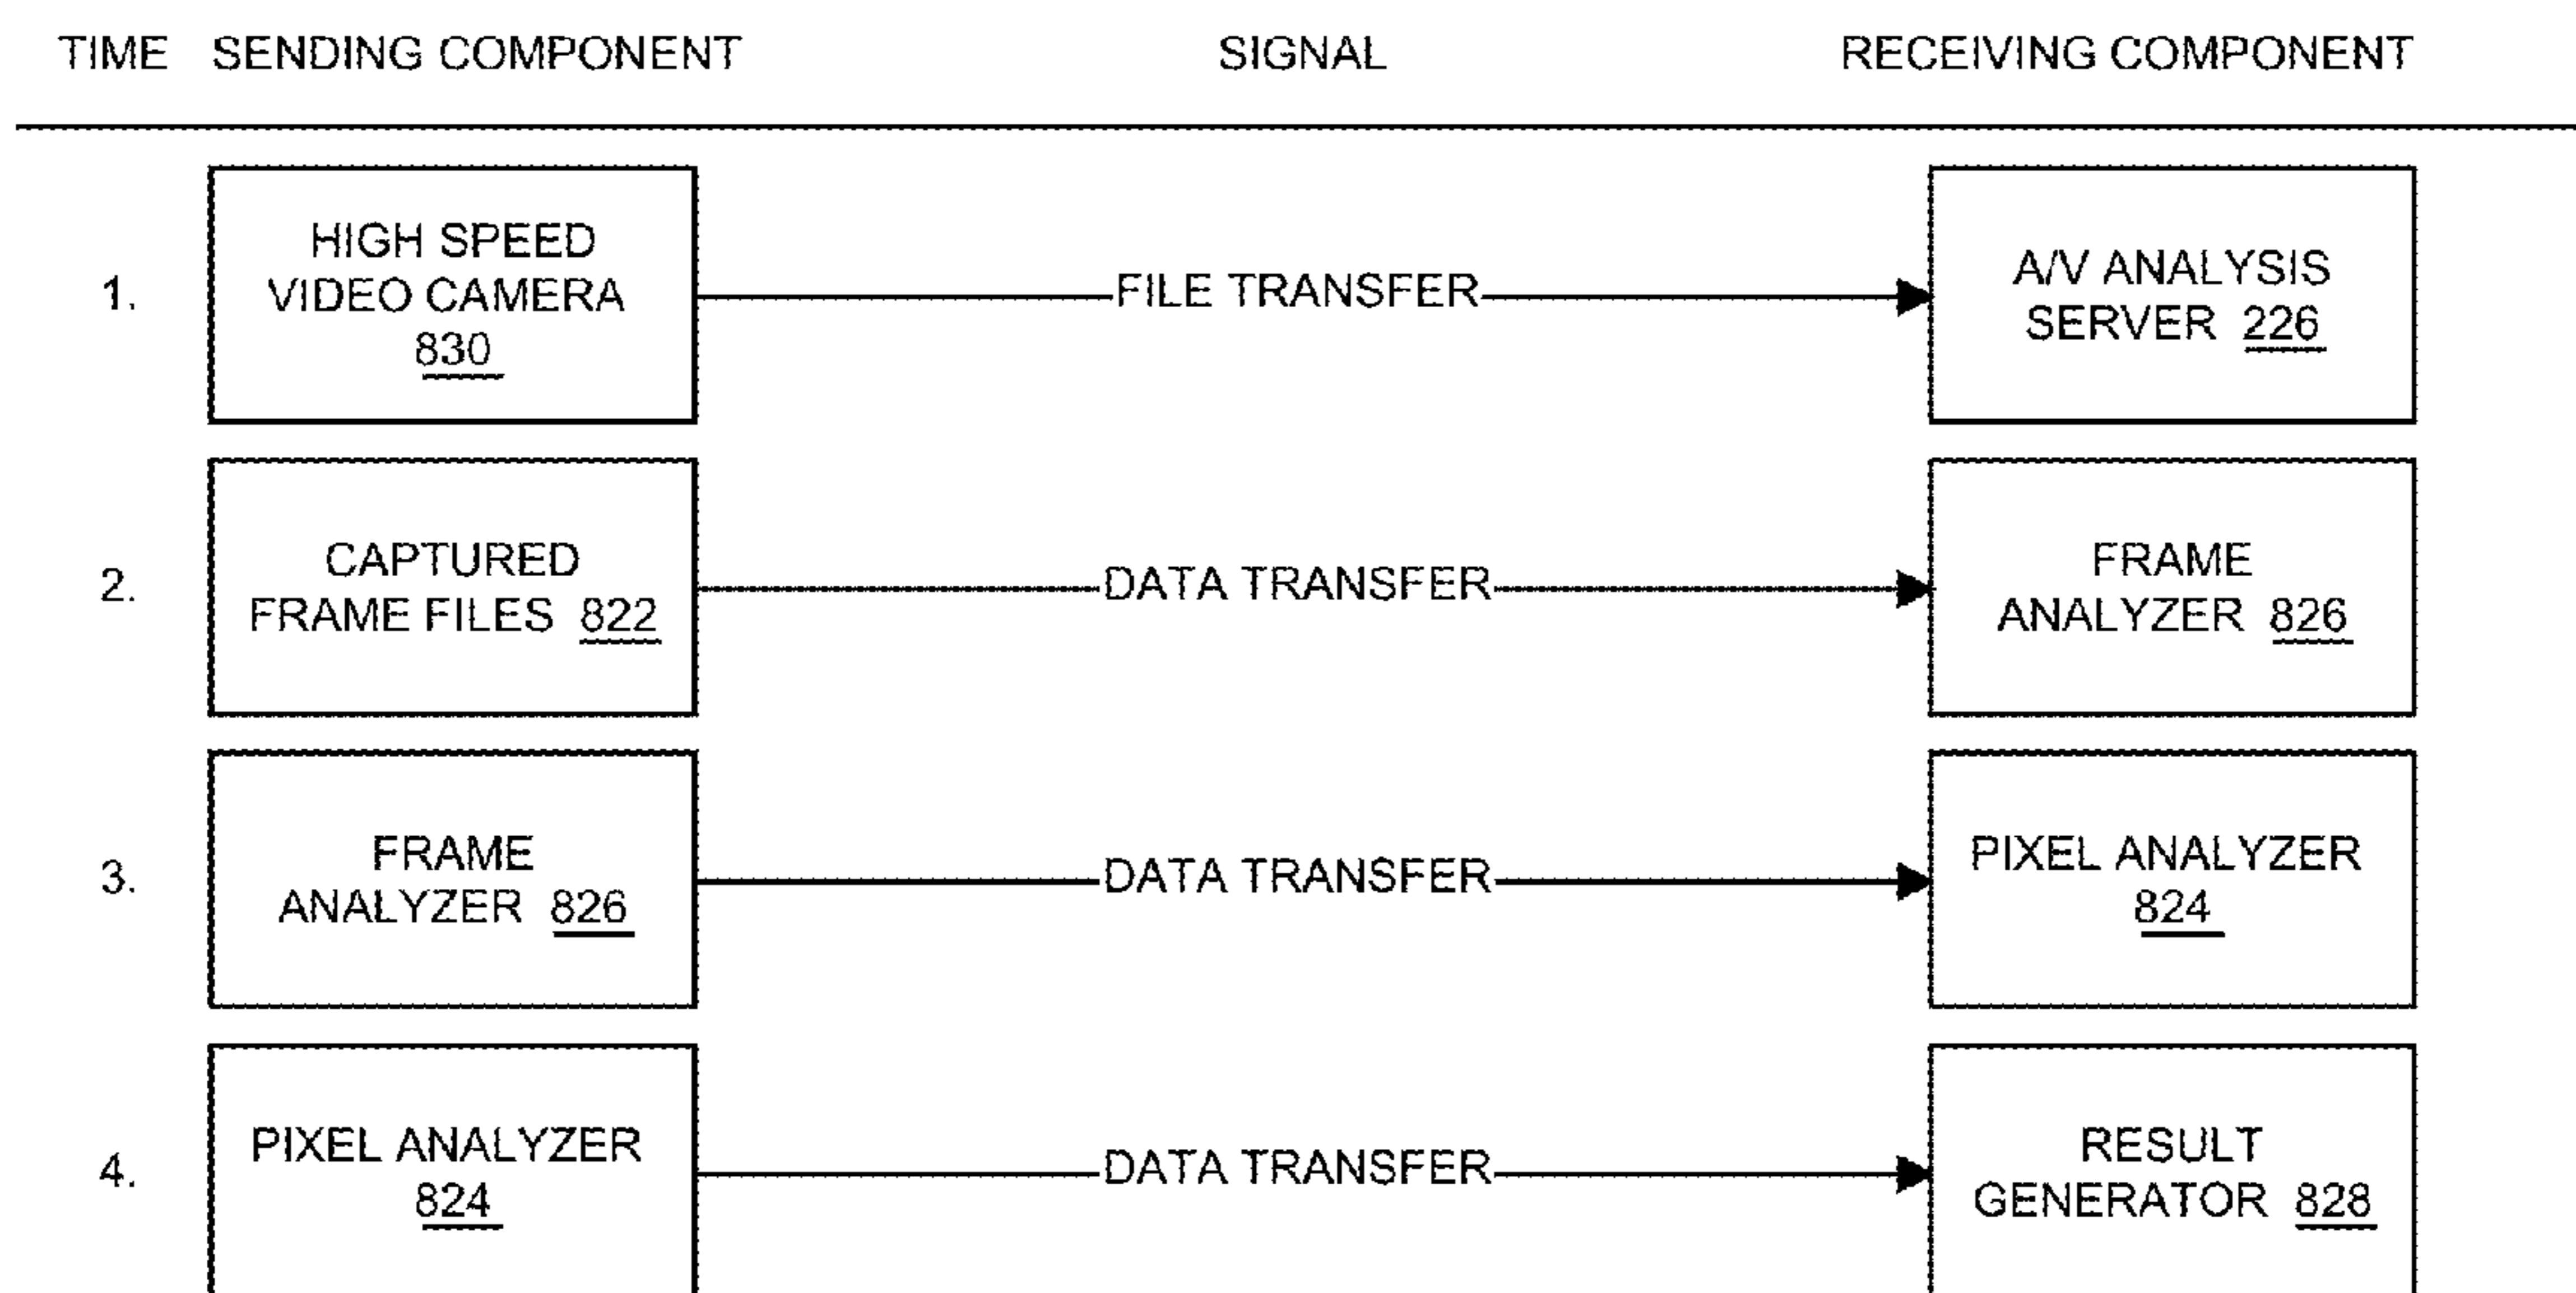 TIME SENDING COMPONENT SIGNAL RECEIVING COMPONENT
1.
HIGH SPEED
VIDEO CAMERA
830
FILE TRANSFER
A/V ANALYSIS
SERVER 226
2.
CAPTURED
FRAME FILES 822
DATA TRANSFER
FRAME
ANALYZER 826
3.
FRAME
ANALYZER 826
DATA TRANSFER
PIXEL ANALYZER
824
4.
PIXEL ANALYZER
824
DATA TRANSFER
RESULT
GENERATOR 828